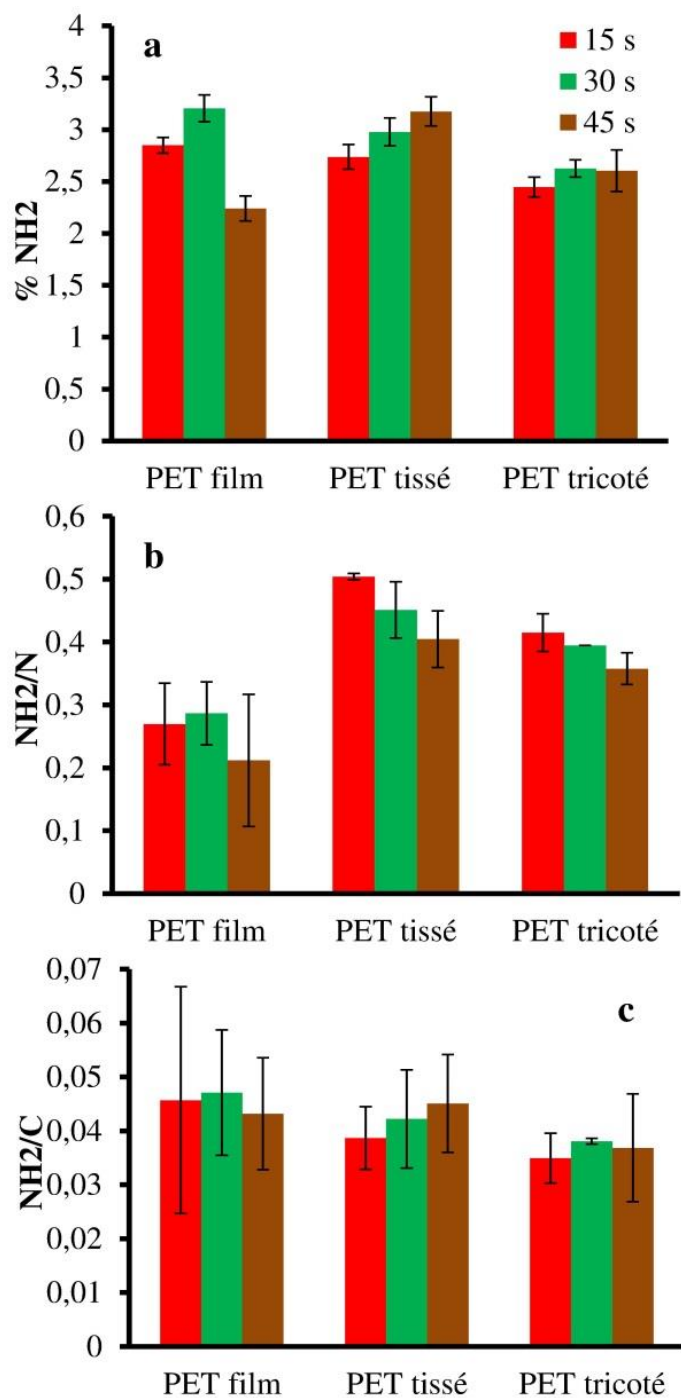 a
15 s
30 s
45 s
4
3,5
3
2,5
2
1,5
1
0,5
0
% NH2
PET film PET tissé PET tricoté
b
0,6
0,5
0,4
0,3
0,2
0,1
0
NH2/N
PET film PET tissé PET tricoté
c
0,07
0,06
0,05
0,04
0,03
0,02
0,01
0
NH2/C
PET film PET tissé PET tricoté